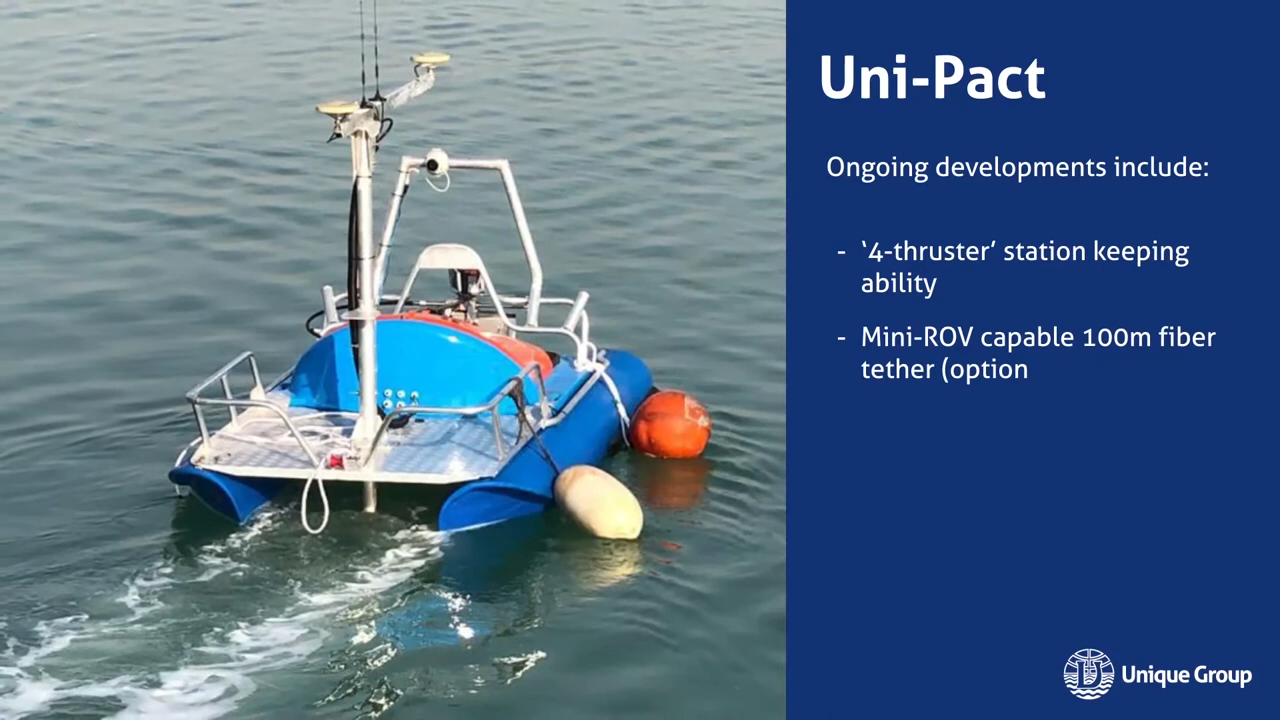 Uni-Pact
Ongoing developments include:
- ‘4-thruster’ station keeping
ability
- Mini-ROV capable 100m fiber
tether (option
Unique Group